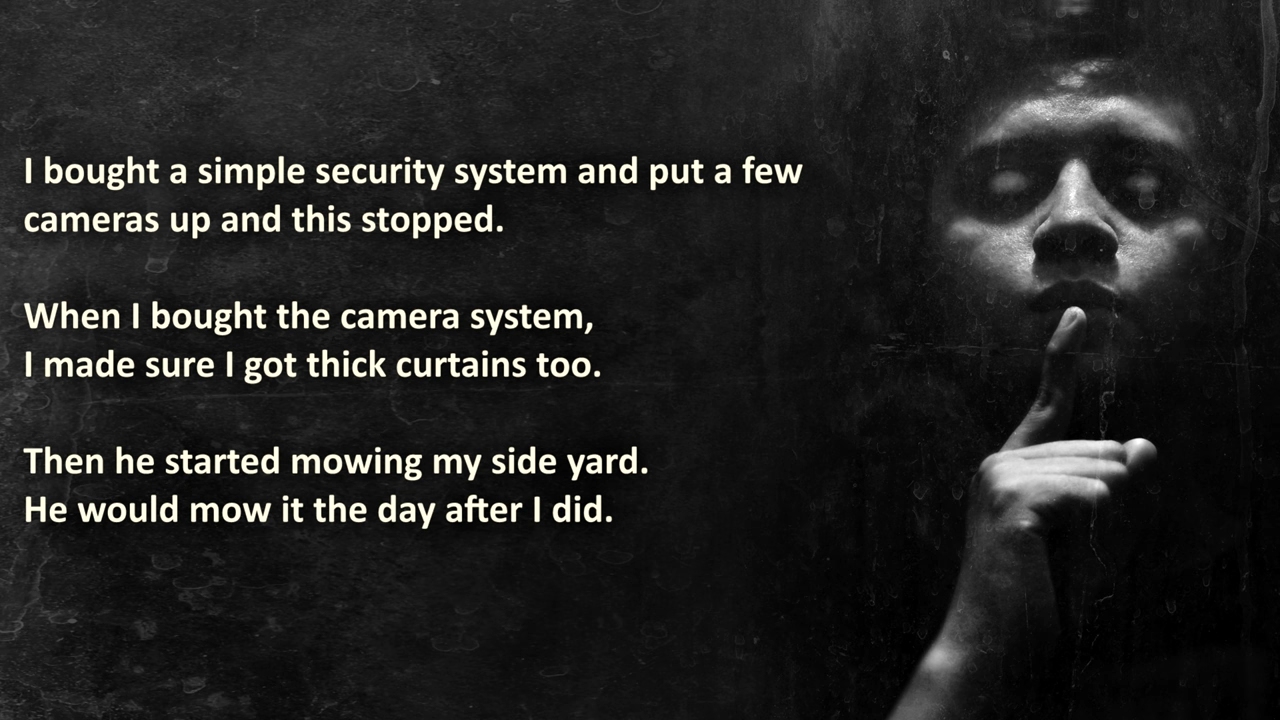 I bought a simple security system and put a few
cameras up and this stopped.
When I bought the camera system,
I made sure I got thick curtains too.
Then he started mowing my side yard.
He would mow it the day after I did.